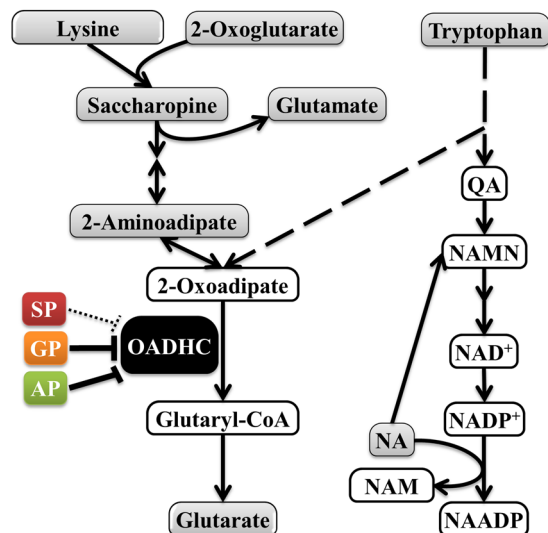 Lysine
2-Oxoglutarate
Tryptophan
Saccharopine
Glutamate
QA
2-Aminoadipate
NAMN
2-Oxoadipate
SP
GP
OADHC
AP
NAD+
Glutaryl-CoA
NADP+
NA
NAM
Glutarate
NAADP